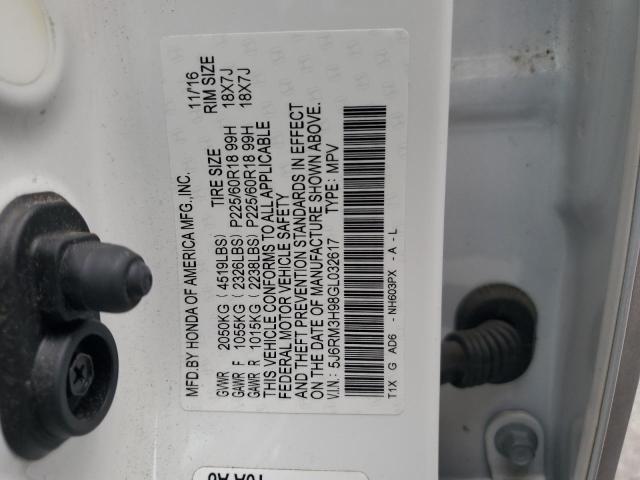 MFD.BY HONDA OF AMERICA MFG.,INC. 11/'16
TIRE SIZE RIM SIZE
GVWR 2050KG (4519LBS)
GAWR F 1055KG (2326LBS) P225/60R18 99H 18X7J
GAWR R 1015KG (2238LBS) P225/60R18 99H 18X7J
THIS VEHICLE CONFORMS TO ALL APPLICABLE
FEDERAL MOTOR VEHICLE SAFETY
AND THEFT PREVENTION STANDARDS IN EFFECT
ON THE DATE OF MANUFACTURE SHOWN ABOVE.
V.I.N.: 5J6RM3H98GL032617 TYPE: MPV
T1X G AD6 - NH603PX - A - L